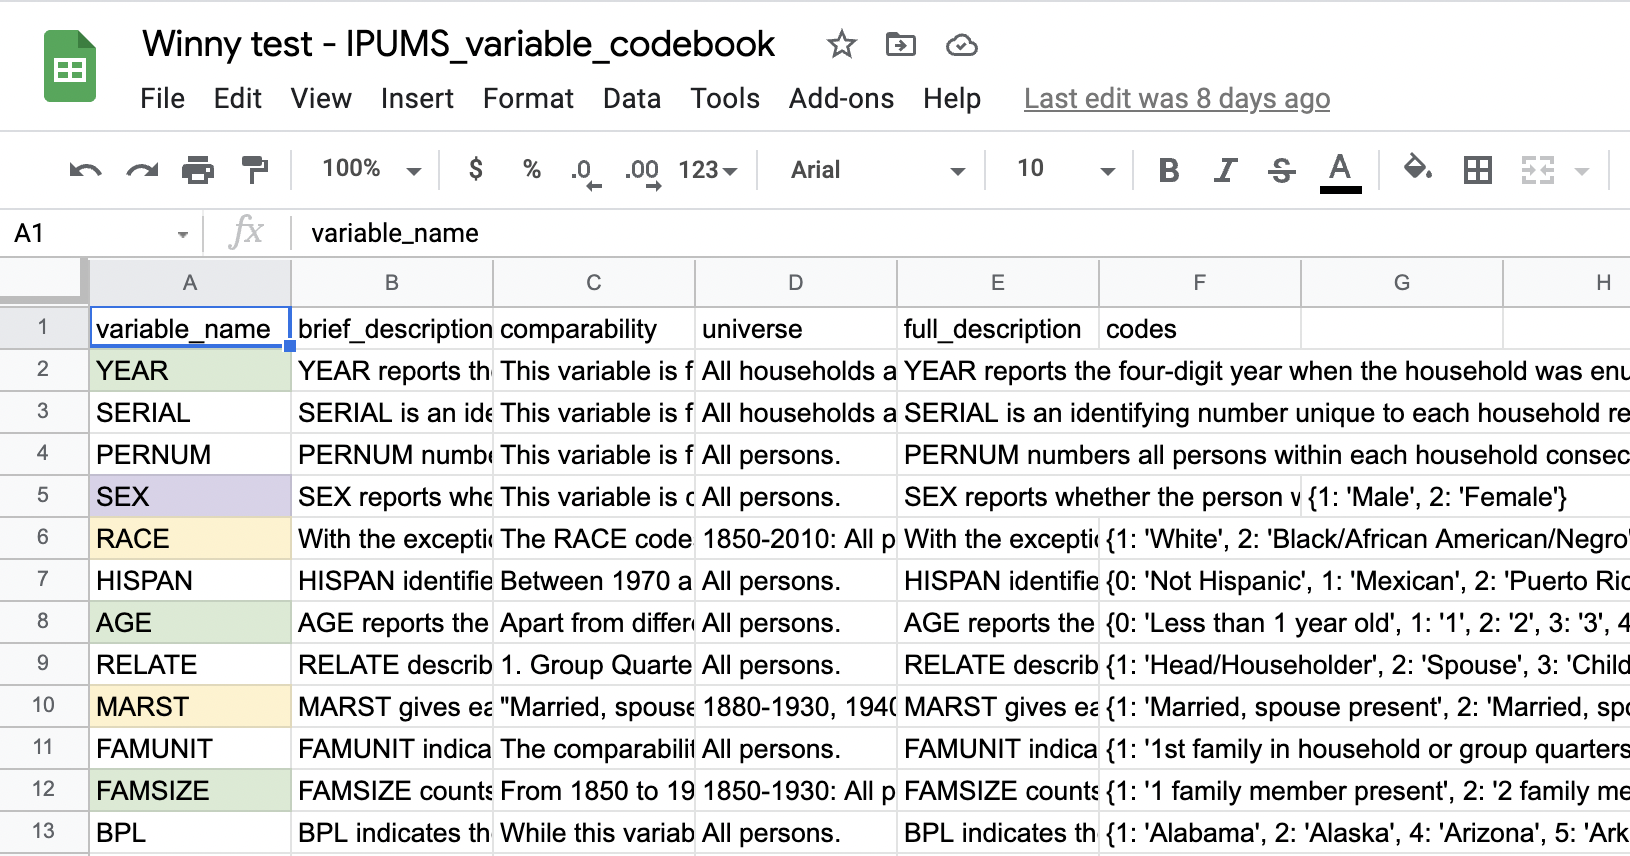 Winny test - IPUMS_variable_codebook
File Edit View Insert Format Data Tools Add-ons Help Last edit was 8 days ago
100% $ % .0 .00 123 Arial 10 B I S A
A1 fx variable_name
A B C D E F G H
1 variable_name brief_description comparability universe full_description codes
2 YEAR YEAR reports th This variable is f All households a YEAR reports the four-digit year when the household was enu
3 SERIAL SERIAL is an ide This variable is f All households a SERIAL is an identifying number unique to each household re
4 PERNUM PERNUM numbe This variable is f All persons. PERNUM numbers all persons within each household consec
5 SEX SEX reports whe This variable is c All persons. SEX reports whether the person w {1: 'Male', 2: 'Female'}
6 RACE With the excepti The RACE code 1850-2010: All p With the excepti {1: 'White', 2: 'Black/African American/Negro'
7 HISPAN HISPAN identifie Between 1970 a All persons. HISPAN identifie {0: 'Not Hispanic', 1: 'Mexican', 2: 'Puerto Ric
8 AGE AGE reports the Apart from differ All persons. AGE reports the {0: 'Less than 1 year old', 1: '1', 2: '2', 3: '3', 4
9 RELATE RELATE describ 1. Group Quarte All persons. RELATE describ {1: 'Head/Householder', 2: 'Spouse', 3: 'Child
10 MARST MARST gives ea "Married, spouse 1880-1930, 1940 MARST gives ea {1: 'Married, spouse present', 2: 'Married, spo
11 FAMUNIT FAMUNIT indica The comparabilit All persons. FAMUNIT indica {1: '1st family in household or group quarters
12 FAMSIZE FAMSIZE counts From 1850 to 19 1850-1930: All p FAMSIZE counts {1: '1 family member present', 2: '2 family me
13 BPL BPL indicates th While this variab All persons. BPL indicates th {1: 'Alabama', 2: 'Alaska', 4: 'Arizona', 5: 'Ark